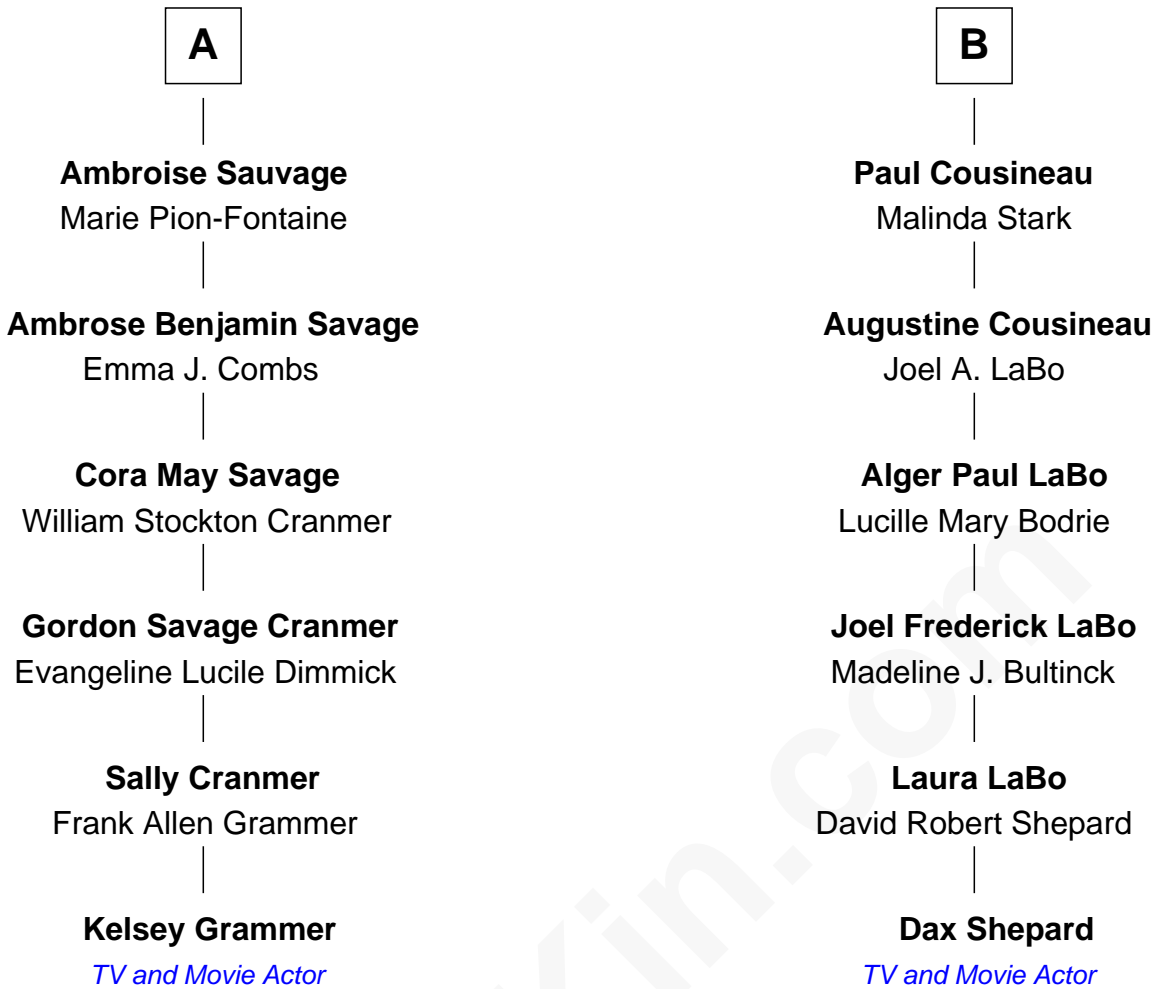 A
Ambroise Sauvage
Marie Pion-Fontaine
Ambrose Benjamin Savage
Emma J. Combs
Cora May Savage
William Stockton Cranmer
Gordon Savage Cranmer
Evangeline Lucile Dimmick
Sally Cranmer
Frank Allen Grammer
Kelsey Grammer
TV and Movie Actor
B
Paul Cousineau
Malinda Stark
Augustine Cousineau
Joel A. LaBo
Alger Paul LaBo
Lucille Mary Bodrie
Joel Frederick LaBo
Madeline J. Bultinck
Laura LaBo
David Robert Shepard
Dax Shepard
TV and Movie Actor
Kin.com